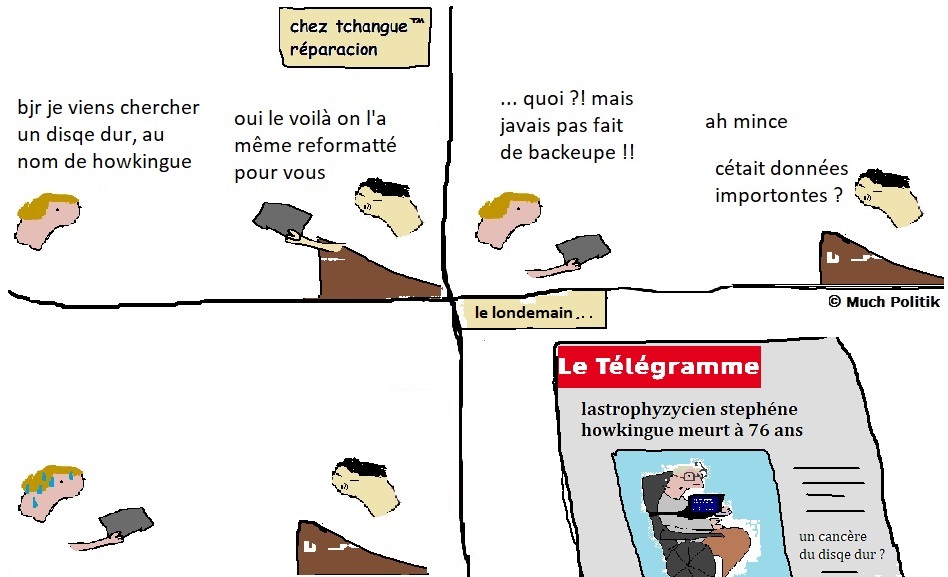 chez tchangue™
réparacion
bjr je viens chercher
un disqe dur, au
nom de howkingue
oui le voilà on l'a
même reformatté
pour vous
... quoi ?! mais
javais pas fait
de backeupe !!
ah mince
cétait données
importontes ?
© Much Politik
le londemain...
Le Télégramme
lastrophyzycien stephéne
howkingue meurt à 76 ans
un cancère
du disqe dur ?